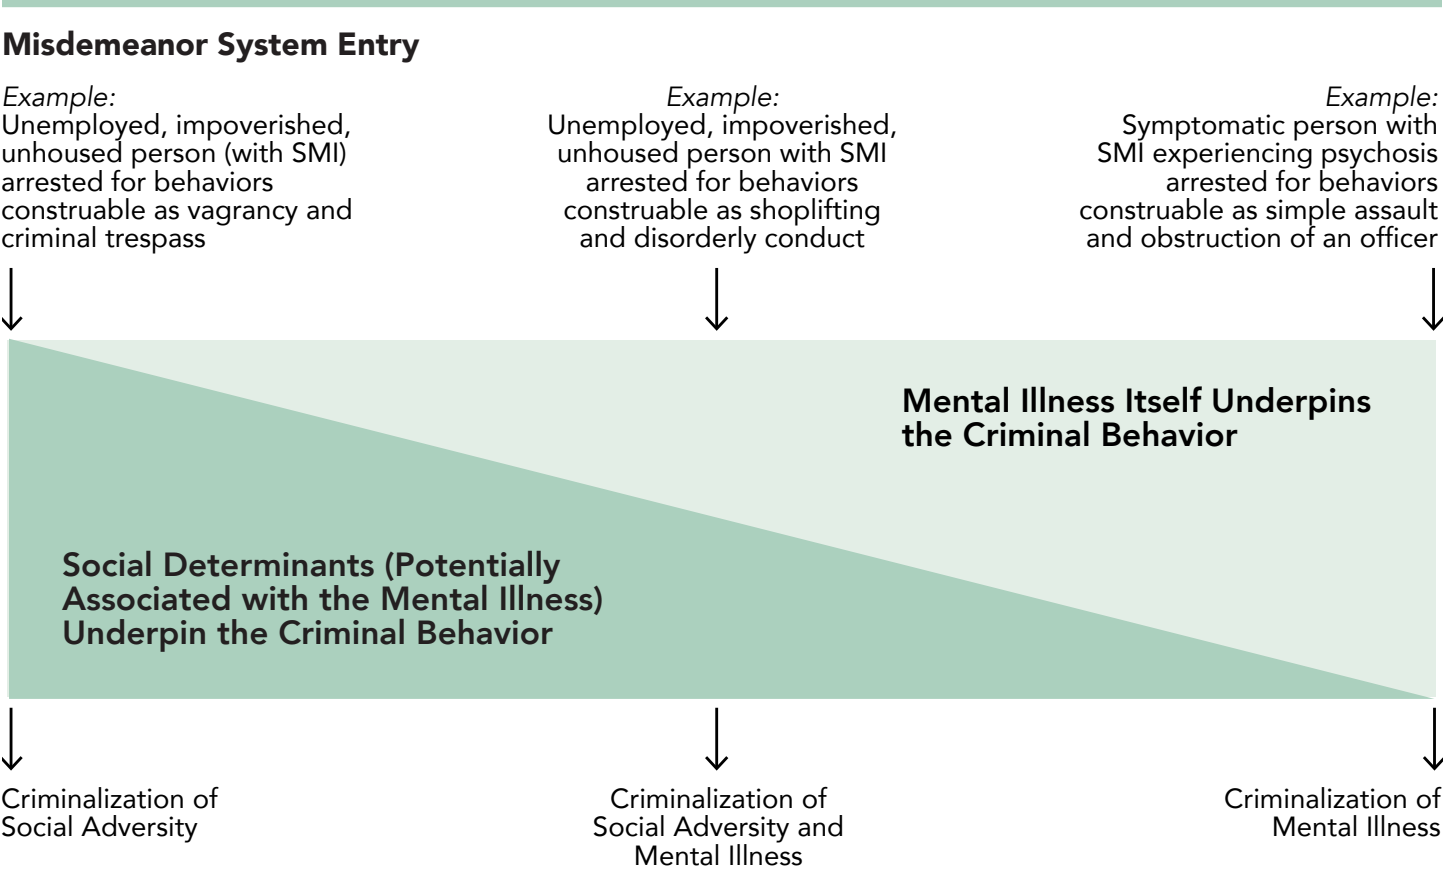 Misdemeanor System Entry
Example:
Unemployed, impoverished,
unhoused person (with SMI)
arrested for behaviors
construable as vagrancy and
criminal trespass
Example:
Unemployed, impoverished,
unhoused person with SMI
arrested for behaviors
construable as shoplifting
and disorderly conduct
Example:
Symptomatic person with
SMI experiencing psychosis
arrested for behaviors
construable as simple assault
and obstruction of an officer
Mental Illness Itself Underpins
the Criminal Behavior
Social Determinants (Potentially
Associated with the Mental Illness)
Underpin the Criminal Behavior
Criminalization of
Social Adversity
Criminalization of
Social Adversity and
Mental Illness
Criminalization of
Mental Illness